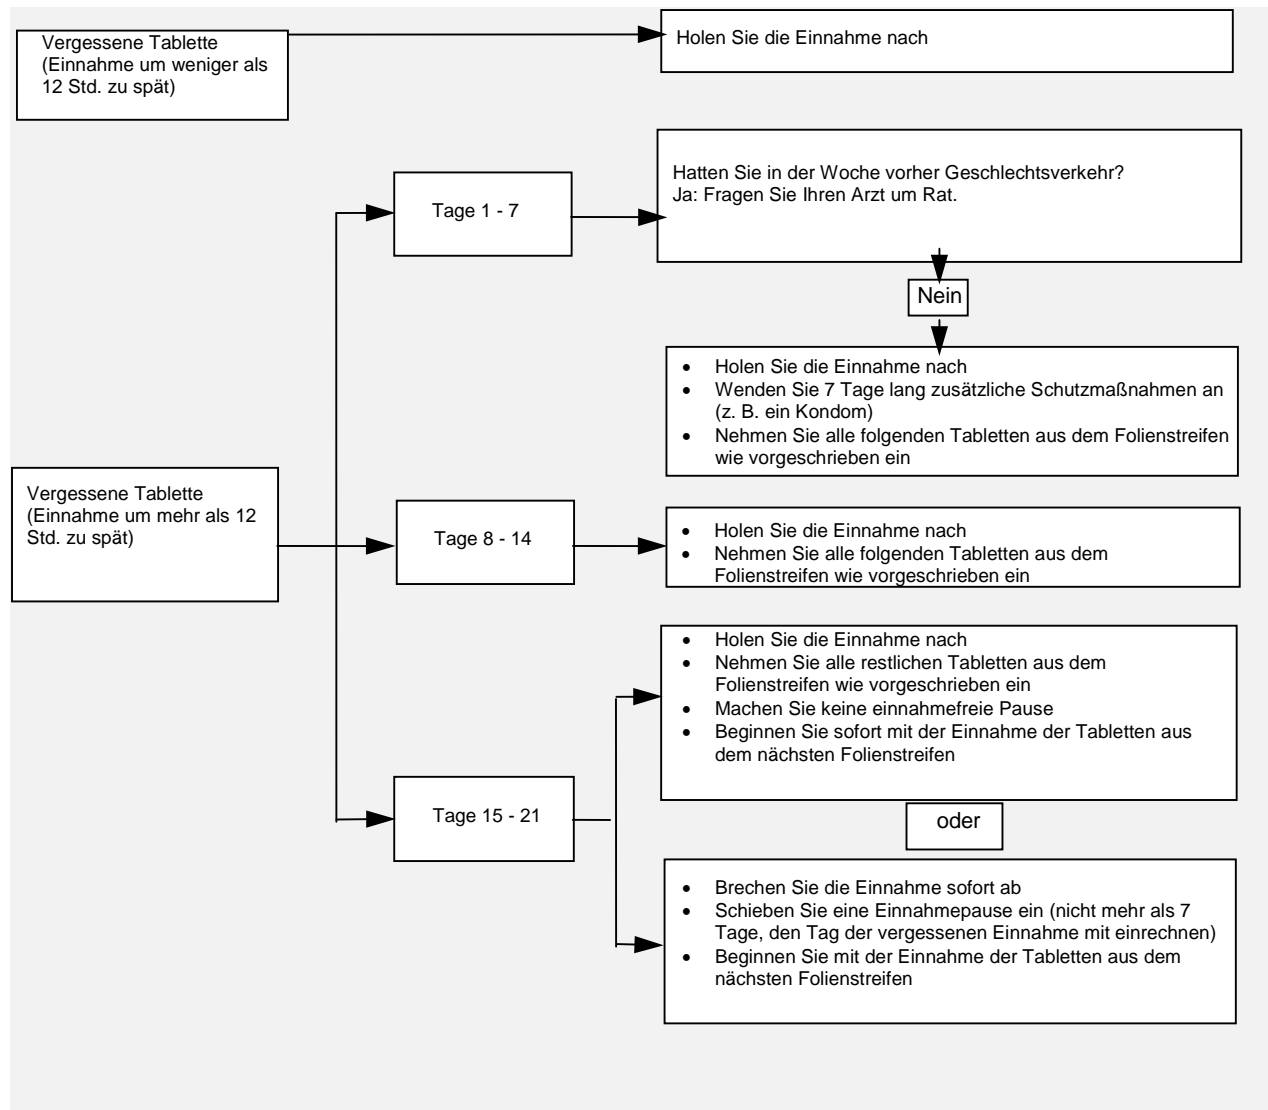 Vergessene Tablette
(Einnahme um weniger als
12 Std. zu spät)
Holen Sie die Einnahme nach
Tage 1 - 7
Hatten Sie in der Woche vorher Geschlechtsverkehr?
Ja: Fragen Sie Ihren Arzt um Rat.
Nein
• Holen Sie die Einnahme nach
• Wenden Sie 7 Tage lang zusätzliche Schutzmaßnahmen an
(z. B. ein Kondom)
• Nehmen Sie alle folgenden Tabletten aus dem Folienstreifen
wie vorgeschrieben ein
Vergessene Tablette
(Einnahme um mehr als 12
Std. zu spät)
Tage 8 - 14
• Holen Sie die Einnahme nach
• Nehmen Sie alle folgenden Tabletten aus dem
Folienstreifen wie vorgeschrieben ein
Tage 15 - 21
• Holen Sie die Einnahme nach
• Nehmen Sie alle restlichen Tabletten aus dem
Folienstreifen wie vorgeschrieben ein
• Machen Sie keine einnahmefreie Pause
• Beginnen Sie sofort mit der Einnahme der Tabletten aus
dem nächsten Folienstreifen
oder
• Brechen Sie die Einnahme sofort ab
• Schieben Sie eine Einnahmepause ein (nicht mehr als 7
Tage, den Tag der vergessenen Einnahme mit einrechnen)
• Beginnen Sie mit der Einnahme der Tabletten aus dem
nächsten Folienstreifen